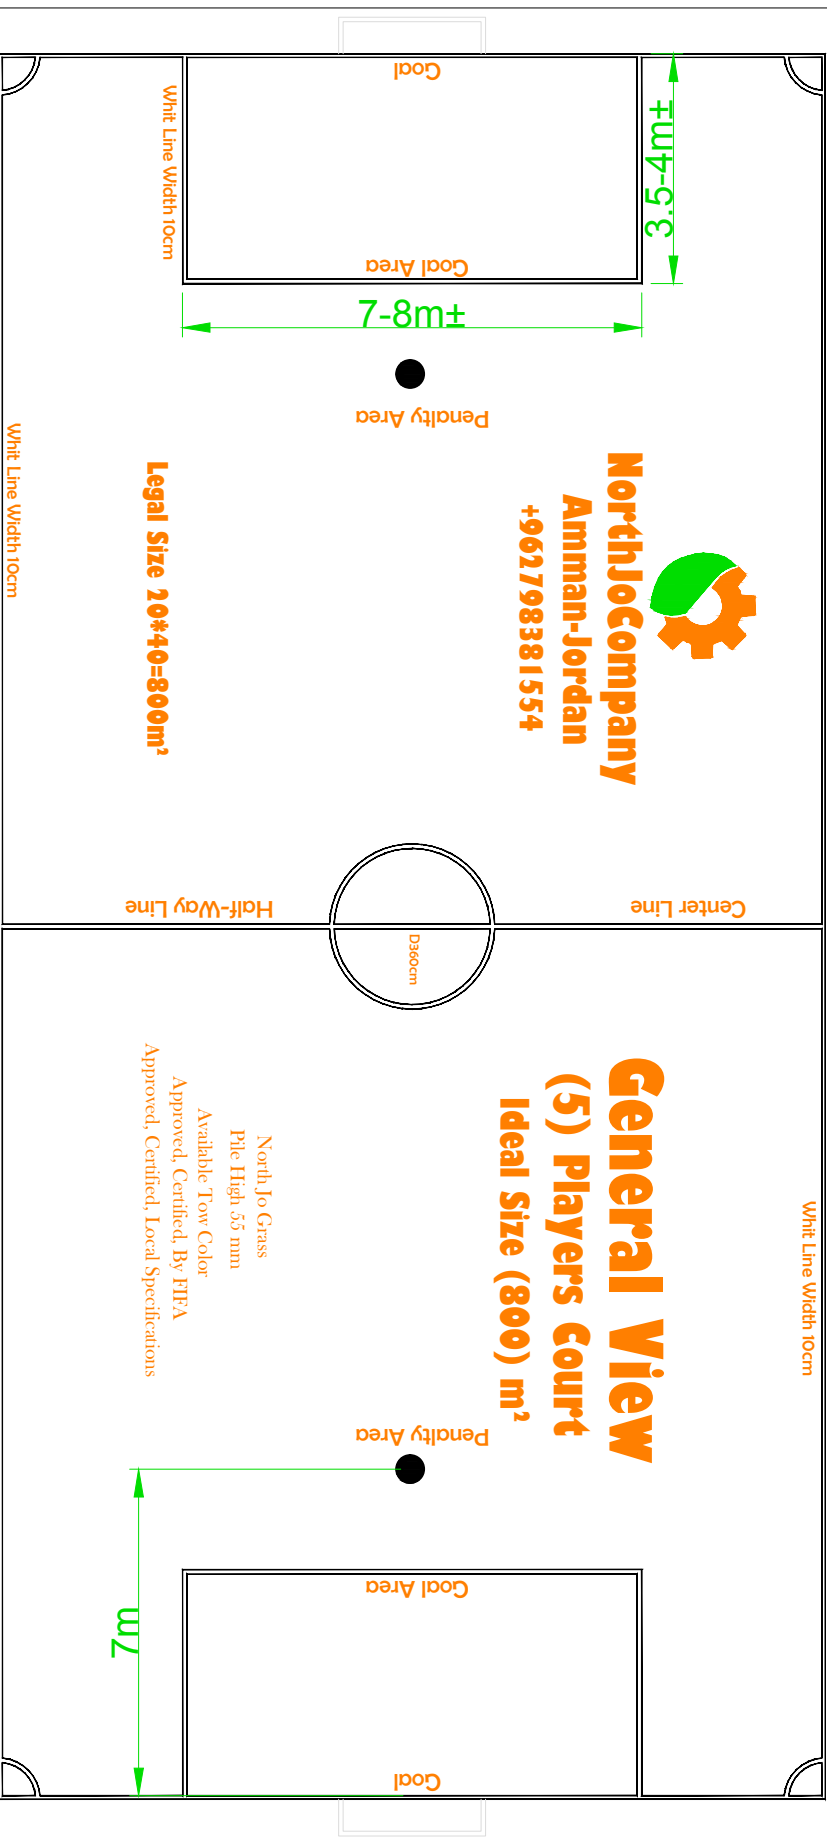 Goal
Whit Line Width 10cm
3.5-4m±
Goal Area
7-8m±
Penalty Area
Whit Line Width 10cm
Legal Size 20*40=800m²
NorthJoCompany
Amman-Jordan
+962798381554
Half-Way Line
Center Line
D360cm
General View
(5) Players Court
Ideal Size (800) m²
North Jo Grass
Pile High 55 mm
Available Tow Color
Approved, Certified, By FIFA
Approved, Certified, Local Specifications
Whit Line Width 10cm
Penalty Area
7m
Goal Area
Goal